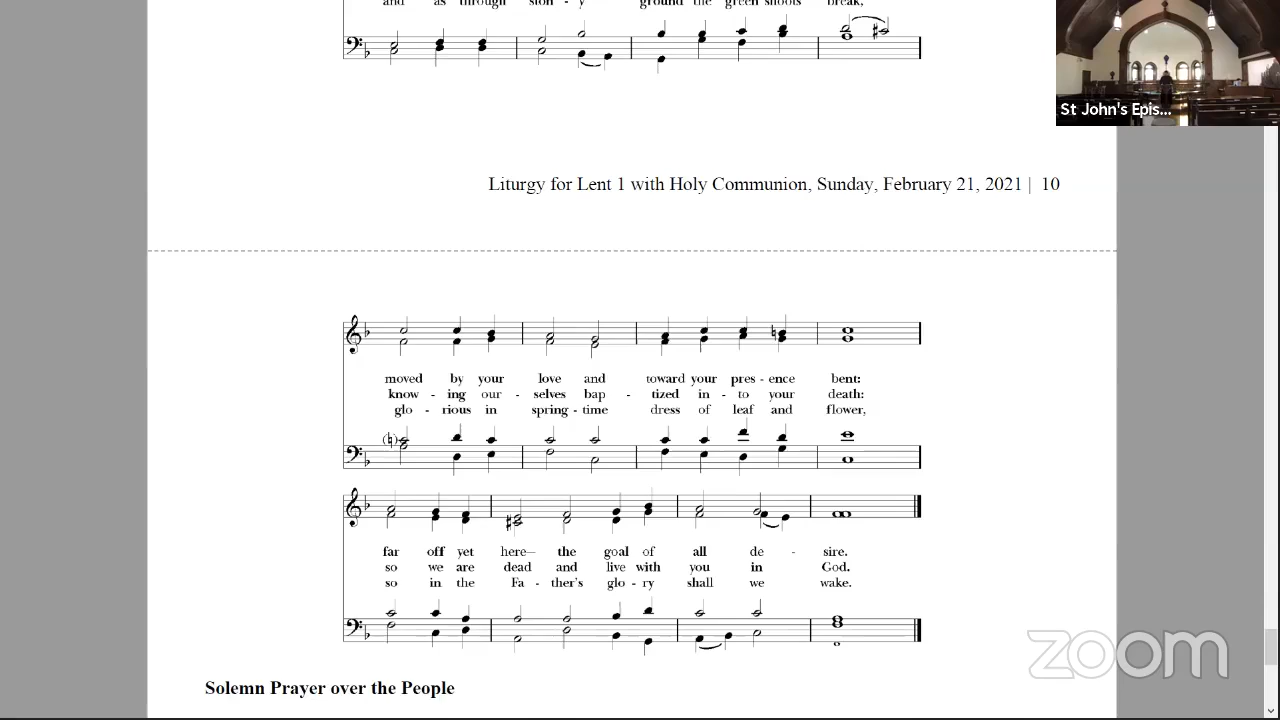 and as through ston - y ground the green shoots break,
St John's Epis...
Liturgy for Lent 1 with Holy Communion, Sunday, February 21, 2021 | 10
moved by your love and toward your pres - ence bent:
know - ing our - selves bap - tized in - to your death:
glo - rious in spring - time dress of leaf and flower,
far off yet here— the goal of all de - sire.
so we are dead and live with you in God.
so in the Fa - ther's glo - ry shall we wake.
zoom
Solemn Prayer over the People